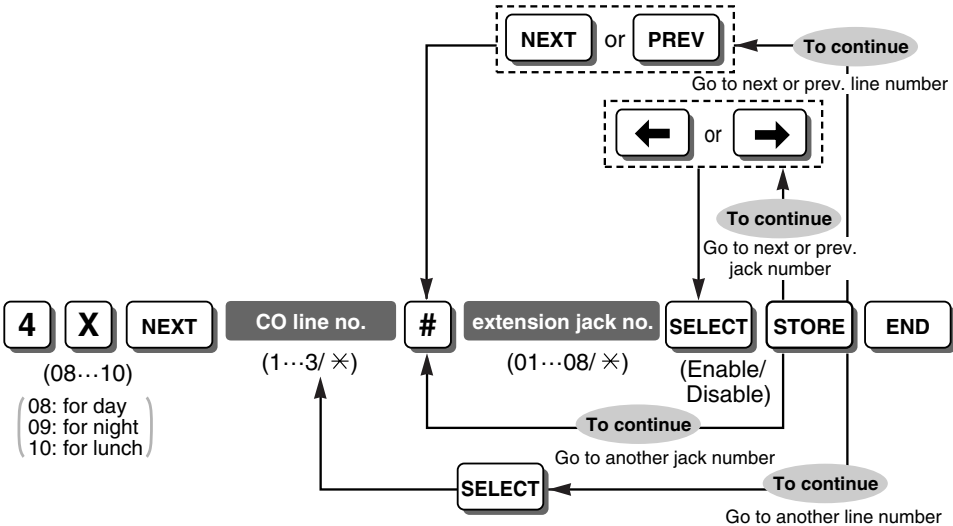 NEXT or PREV
To continue
Go to next or prev. line number
← or →
To continue
Go to next or prev.
jack number
4 X NEXT CO line no. # extension jack no. SELECT STORE END
(08···10)
(1···3/ ✳)
(01···08/ ✳)
(Enable/
Disable)
08: for day
09: for night
10: for lunch
To continue
Go to another jack number
SELECT
To continue
Go to another line number